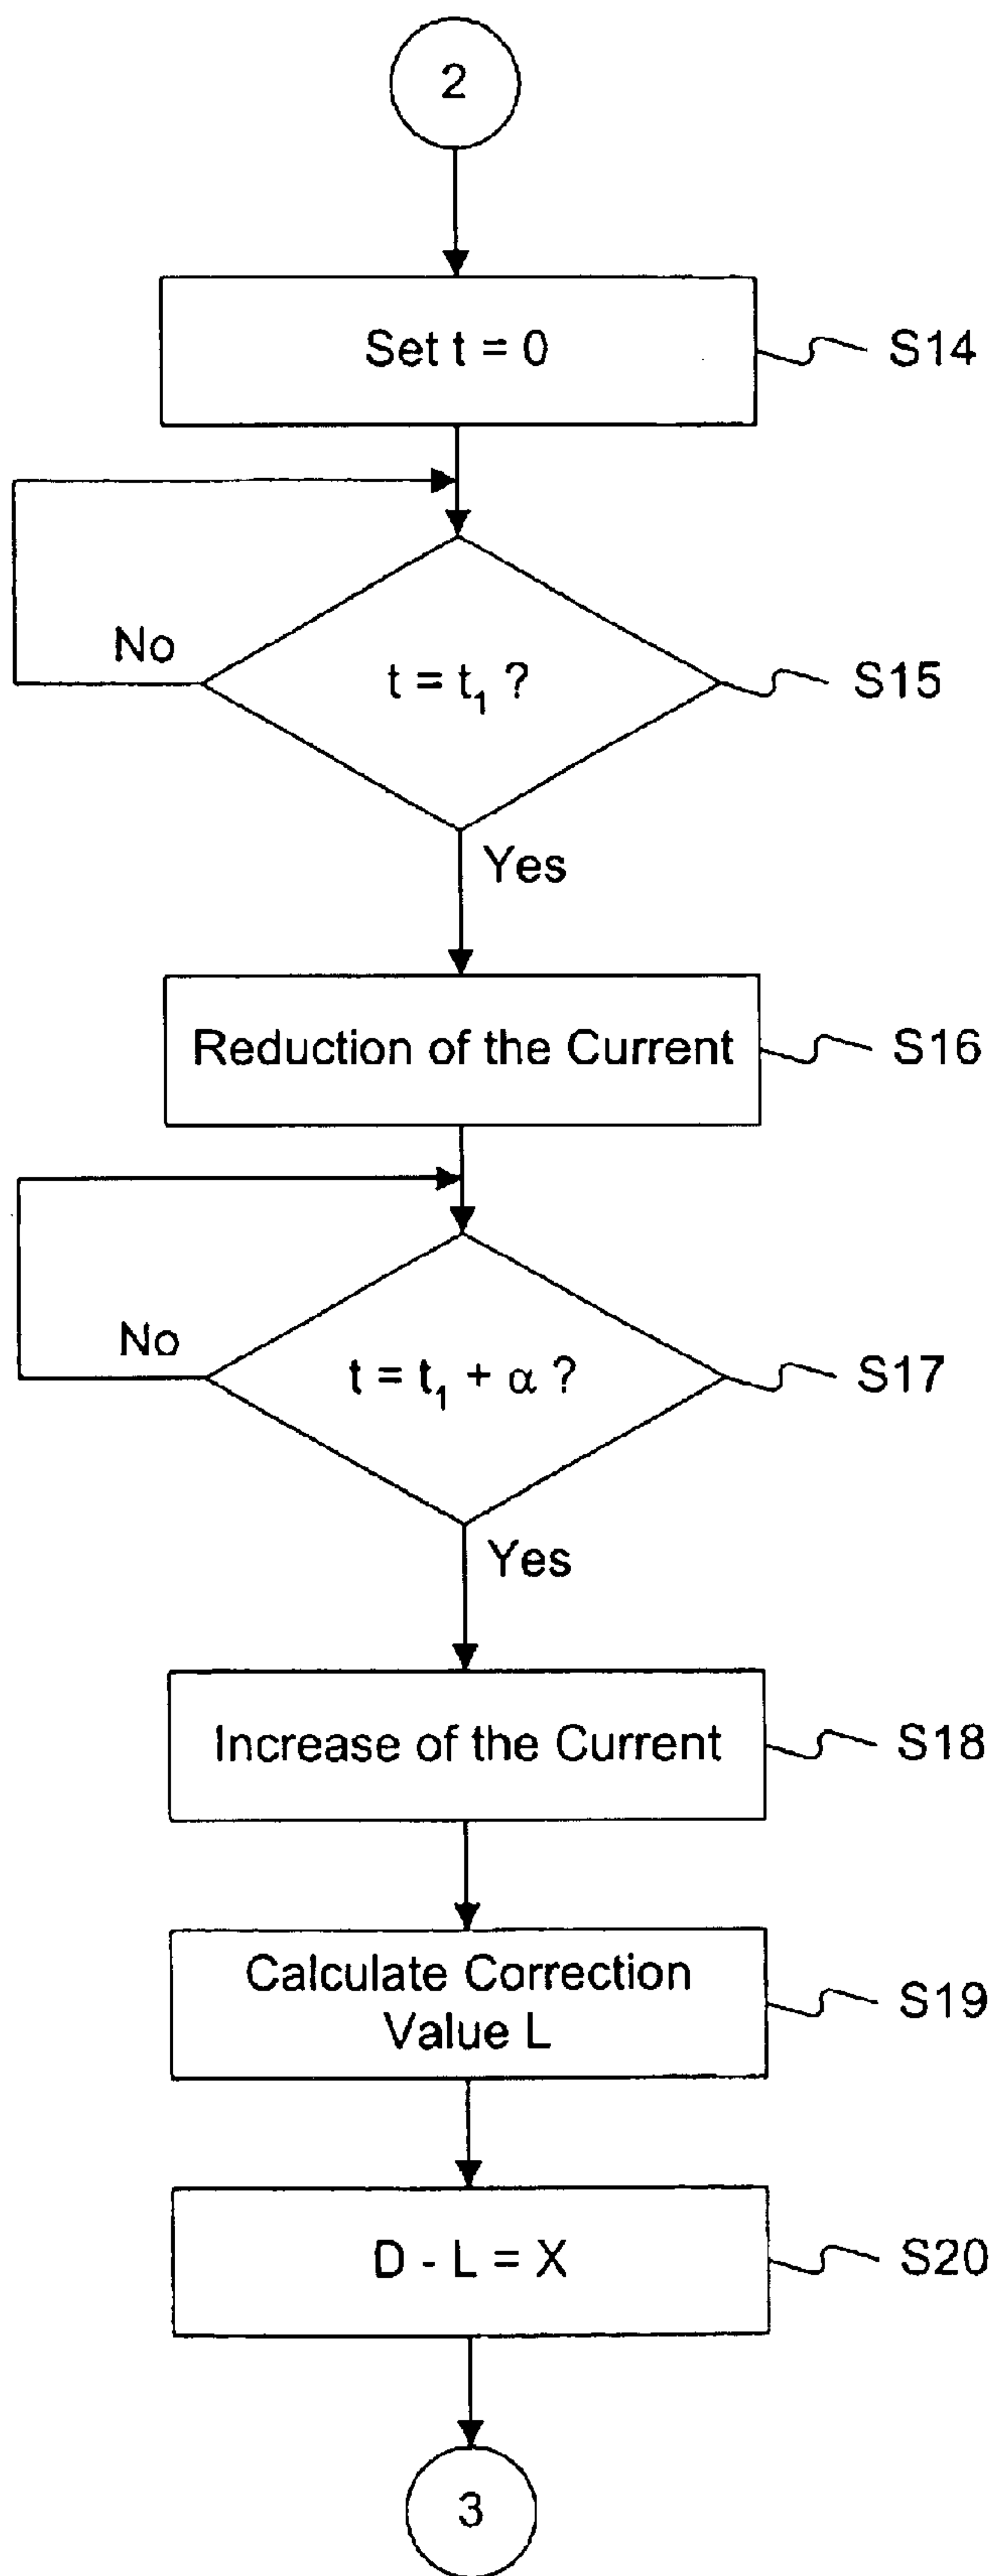 2
Set t = 0
S14
No
t = t₁ ?
S15
Yes
Reduction of the Current
S16
No
t = t₁ + α ?
S17
Yes
Increase of the Current
S18
Calculate Correction
Value L
S19
D - L = X
S20
3